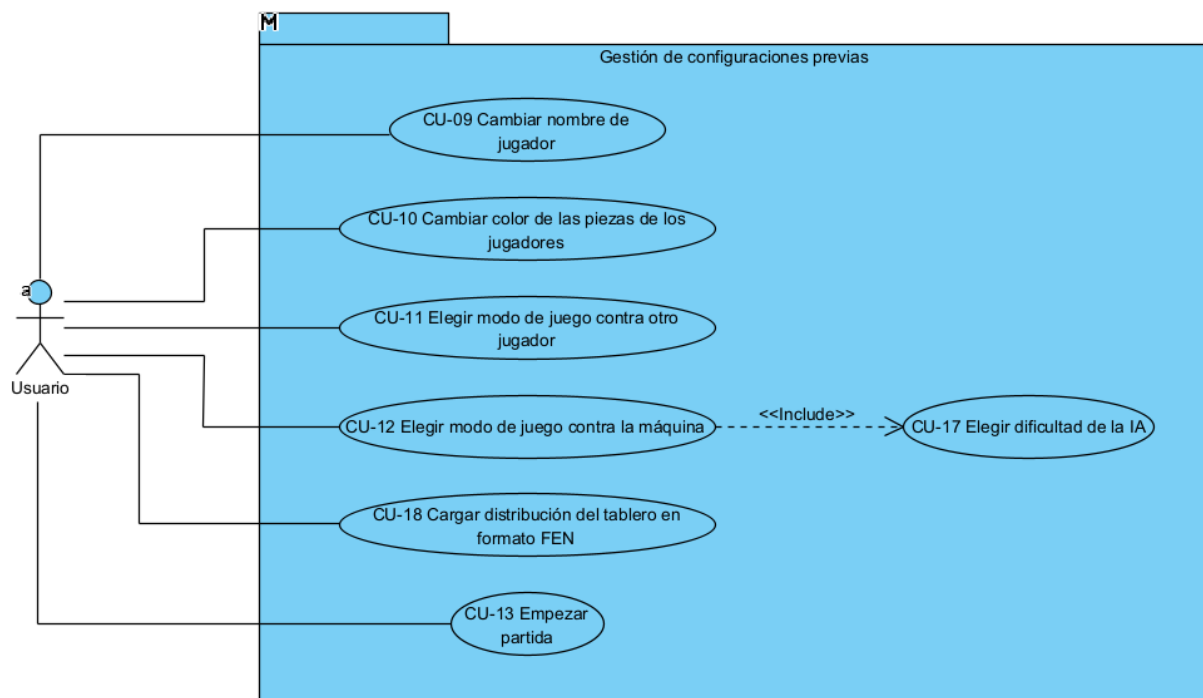 M
Gestión de configuraciones previas
CU-09 Cambiar nombre de
jugador
CU-10 Cambiar color de las piezas de los
jugadores
a
CU-11 Elegir modo de juego contra otro
jugador
Usuario
CU-12 Elegir modo de juego contra la máquina
<<Include>>
CU-17 Elegir dificultad de la IA
CU-18 Cargar distribución del tablero en
formato FEN
CU-13 Empezar
partida